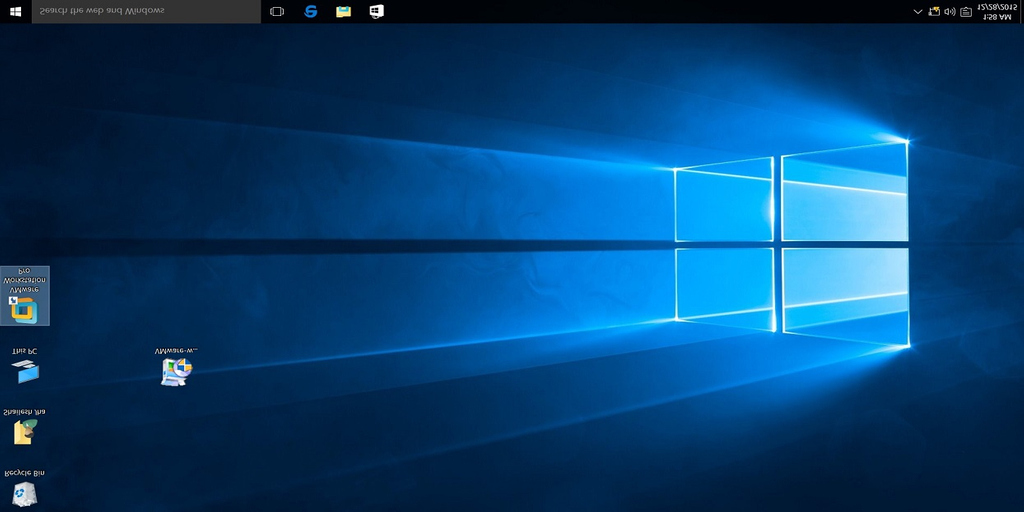 Recycle Bin
Shailesh Jha
This PC
VMware-w...
VMware
Workstation
Pro
Search the web and Windows
1:58 AM
12/28/2015